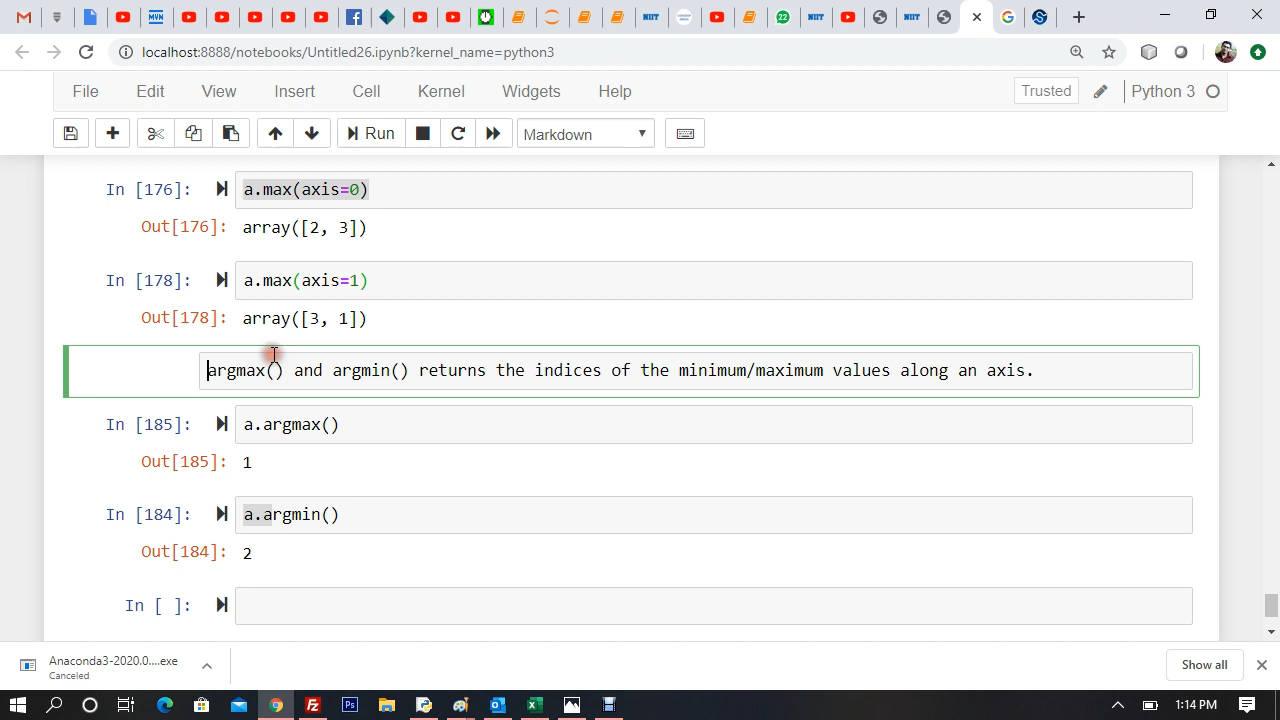 localhost:8888/notebooks/Untitled26.ipynb?kernel_name=python3
File Edit View Insert Cell Kernel Widgets Help Trusted Python 3
Run Markdown
In [176]: a.max(axis=0)
Out[176]: array([2, 3])
In [178]: a.max(axis=1)
Out[178]: array([3, 1])
argmax() and argmin() returns the indices of the minimum/maximum values along an axis.
In [185]: a.argmax()
Out[185]: 1
In [184]: a.argmin()
Out[184]: 2
In [ ]:
Anaconda3-2020.0....exe
Canceled
Show all
1:14 PM